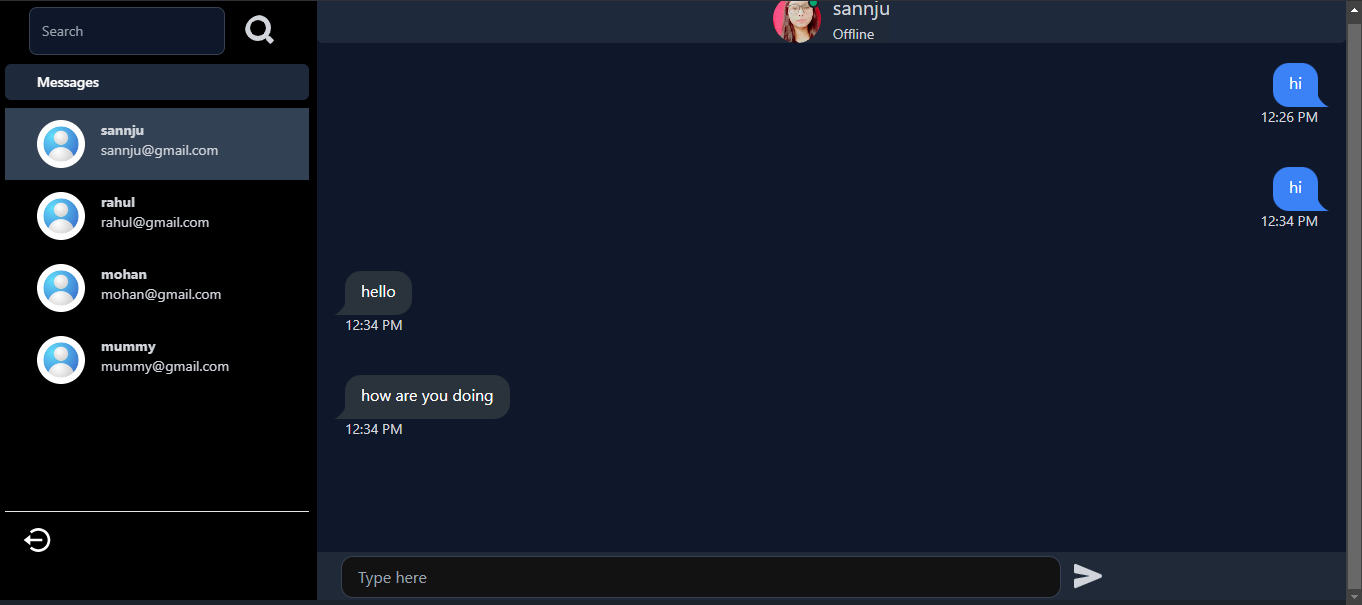 Search
Messages
sannju
sannju@gmail.com
rahul
rahul@gmail.com
mohan
mohan@gmail.com
mummy
mummy@gmail.com
sannju
Offline
hi
12:26 PM
hi
12:34 PM
hello
12:34 PM
how are you doing
12:34 PM
Type here